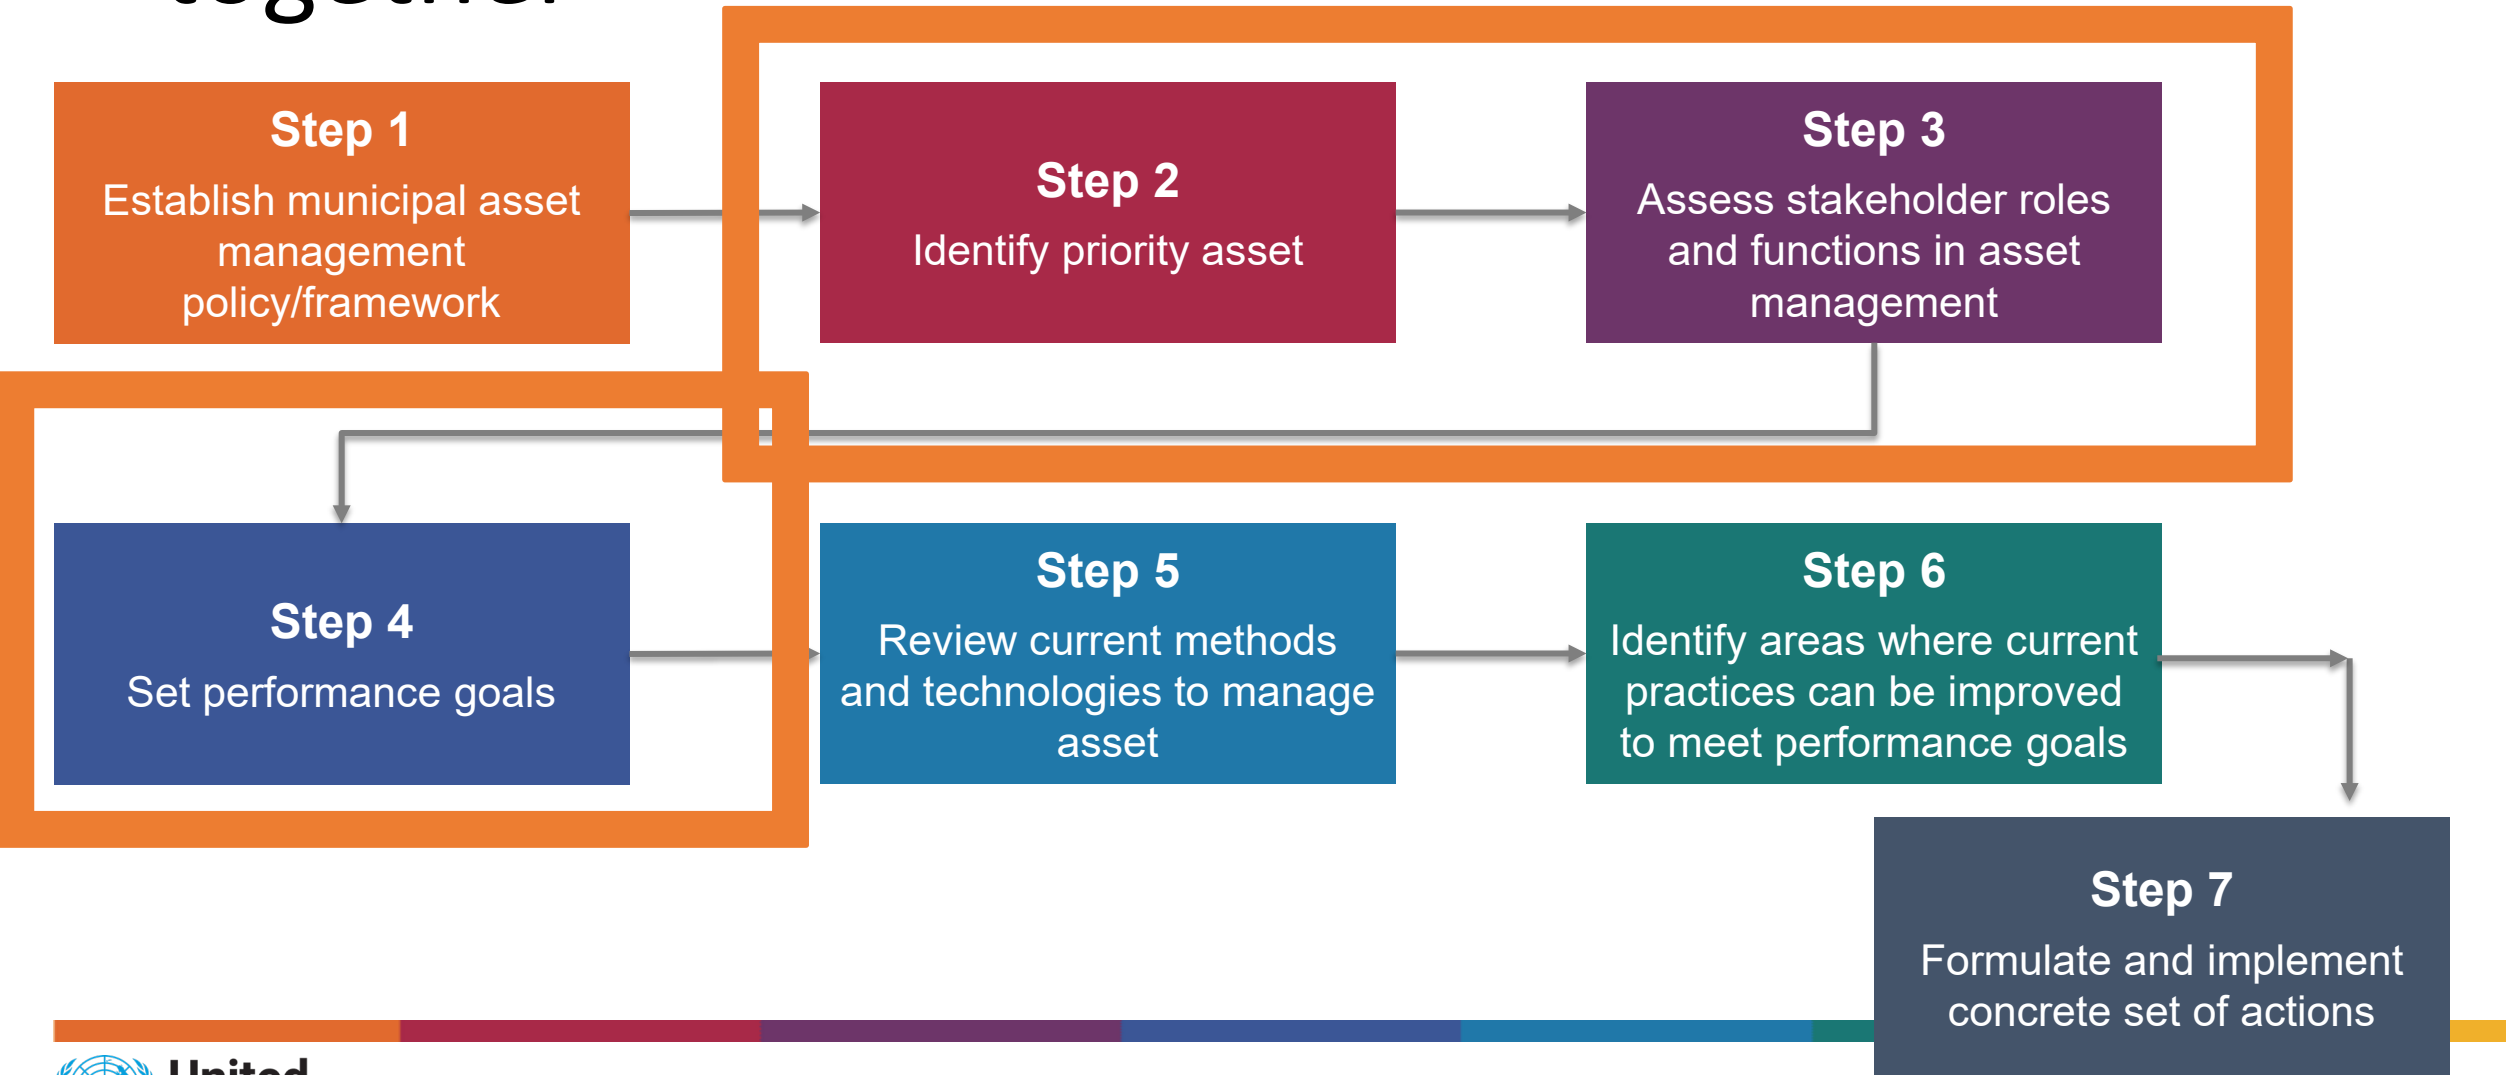 together
Step 1
Establish municipal asset
management
policy/framework
Step 2
Identify priority asset
Step 3
Assess stakeholder roles
and functions in asset
management
Step 4
Set performance goals
Step 5
Review current methods
and technologies to manage
asset
Step 6
Identify areas where current
practices can be improved
to meet performance goals
Step 7
Formulate and implement
concrete set of actions
United